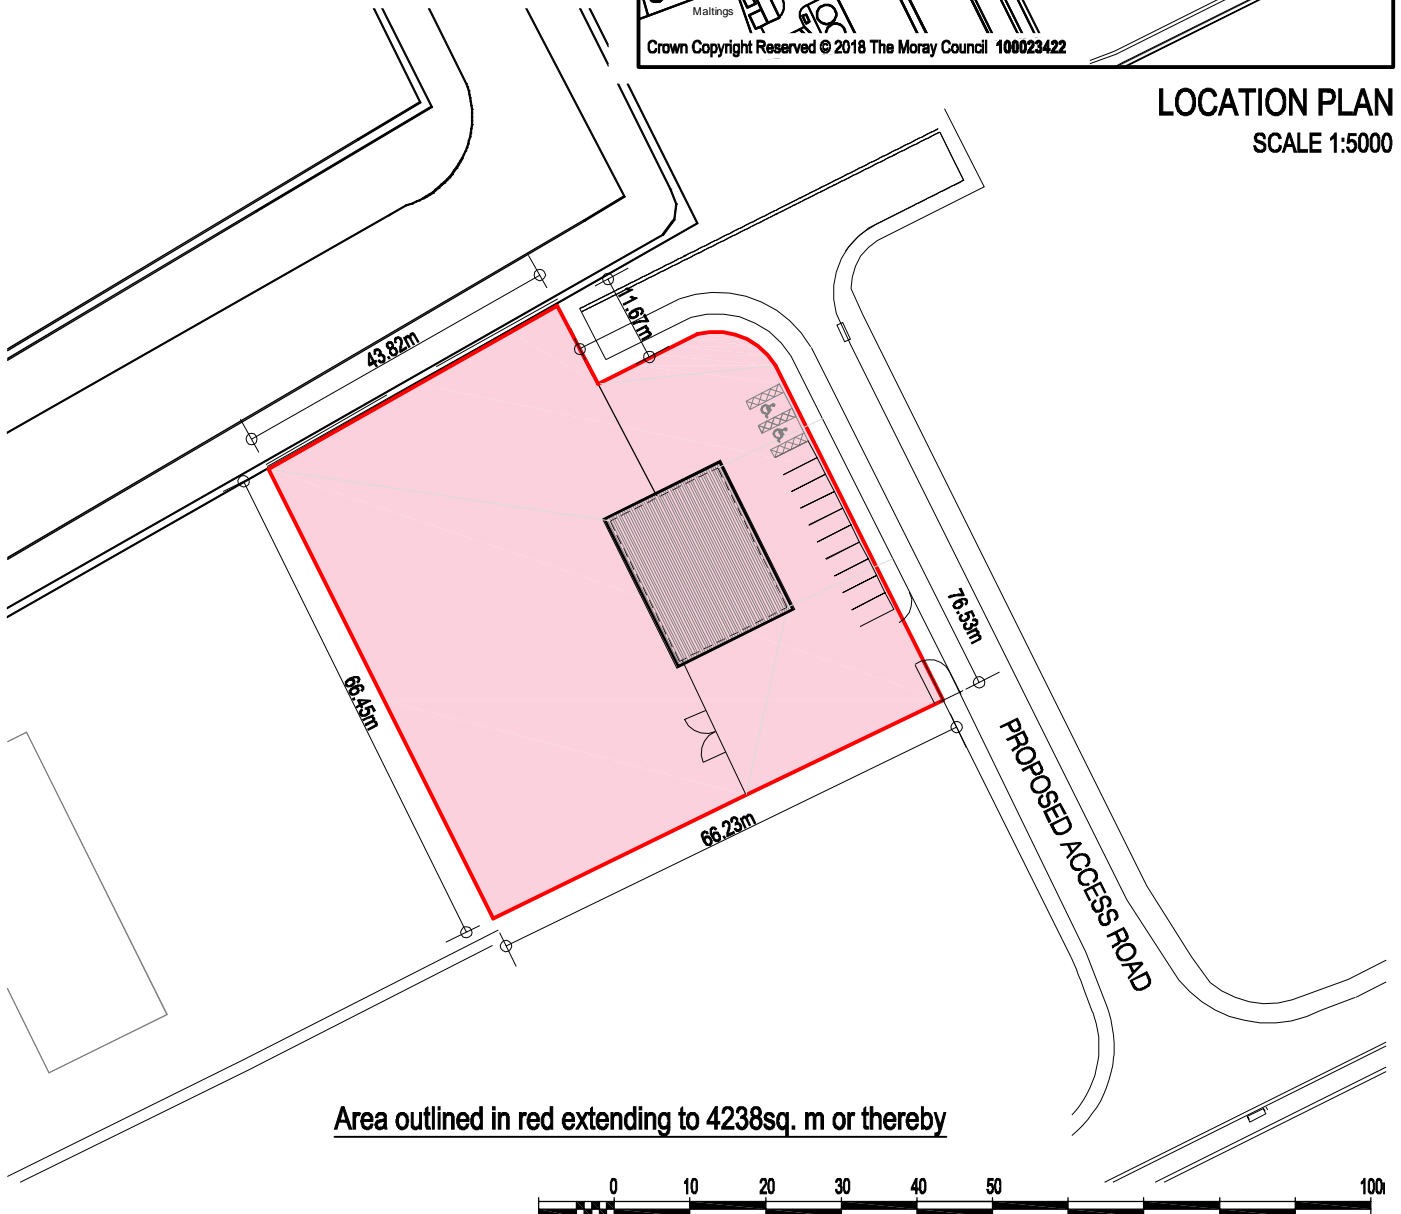 Maltings
Crown Copyright Reserved © 2018 The Moray Council 100023422
LOCATION PLAN
SCALE 1:5000
11.67m
43.82m
76.53m
66.45m
PROPOSED ACCESS ROAD
66.23m
Area outlined in red extending to 4238sq. m or thereby
0 10 20 30 40 50 100